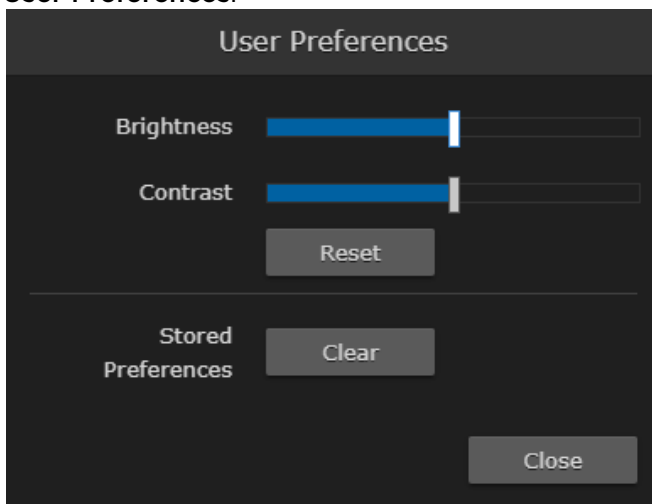 User Preferences
Brightness
Contrast
Reset
Stored
Preferences
Clear
Close